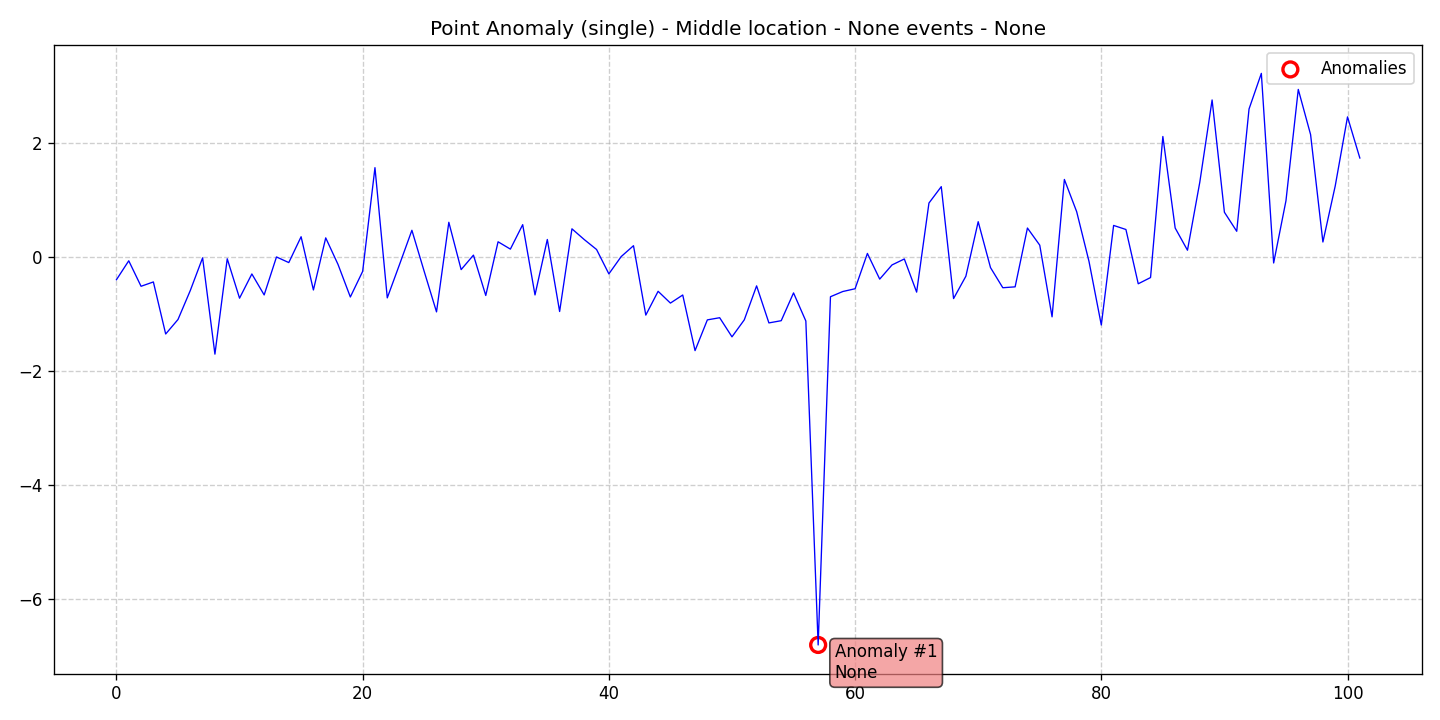 Point Anomaly (single) - Middle location - None events - None
Anomalies
2
0
−2
−4
−6
Anomaly #1
None
0
20
40
60
80
100